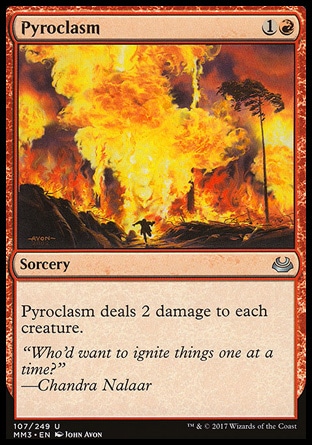 Pyroclasm 1
-AVON-
Sorcery
Pyroclasm deals 2 damage to each
creature.
“Who’d want to ignite things one at a
time?”
—Chandra Nalaar
107/249 U
MM3 • EN JOHN AVON ™ & © 2017 Wizards of the Coast